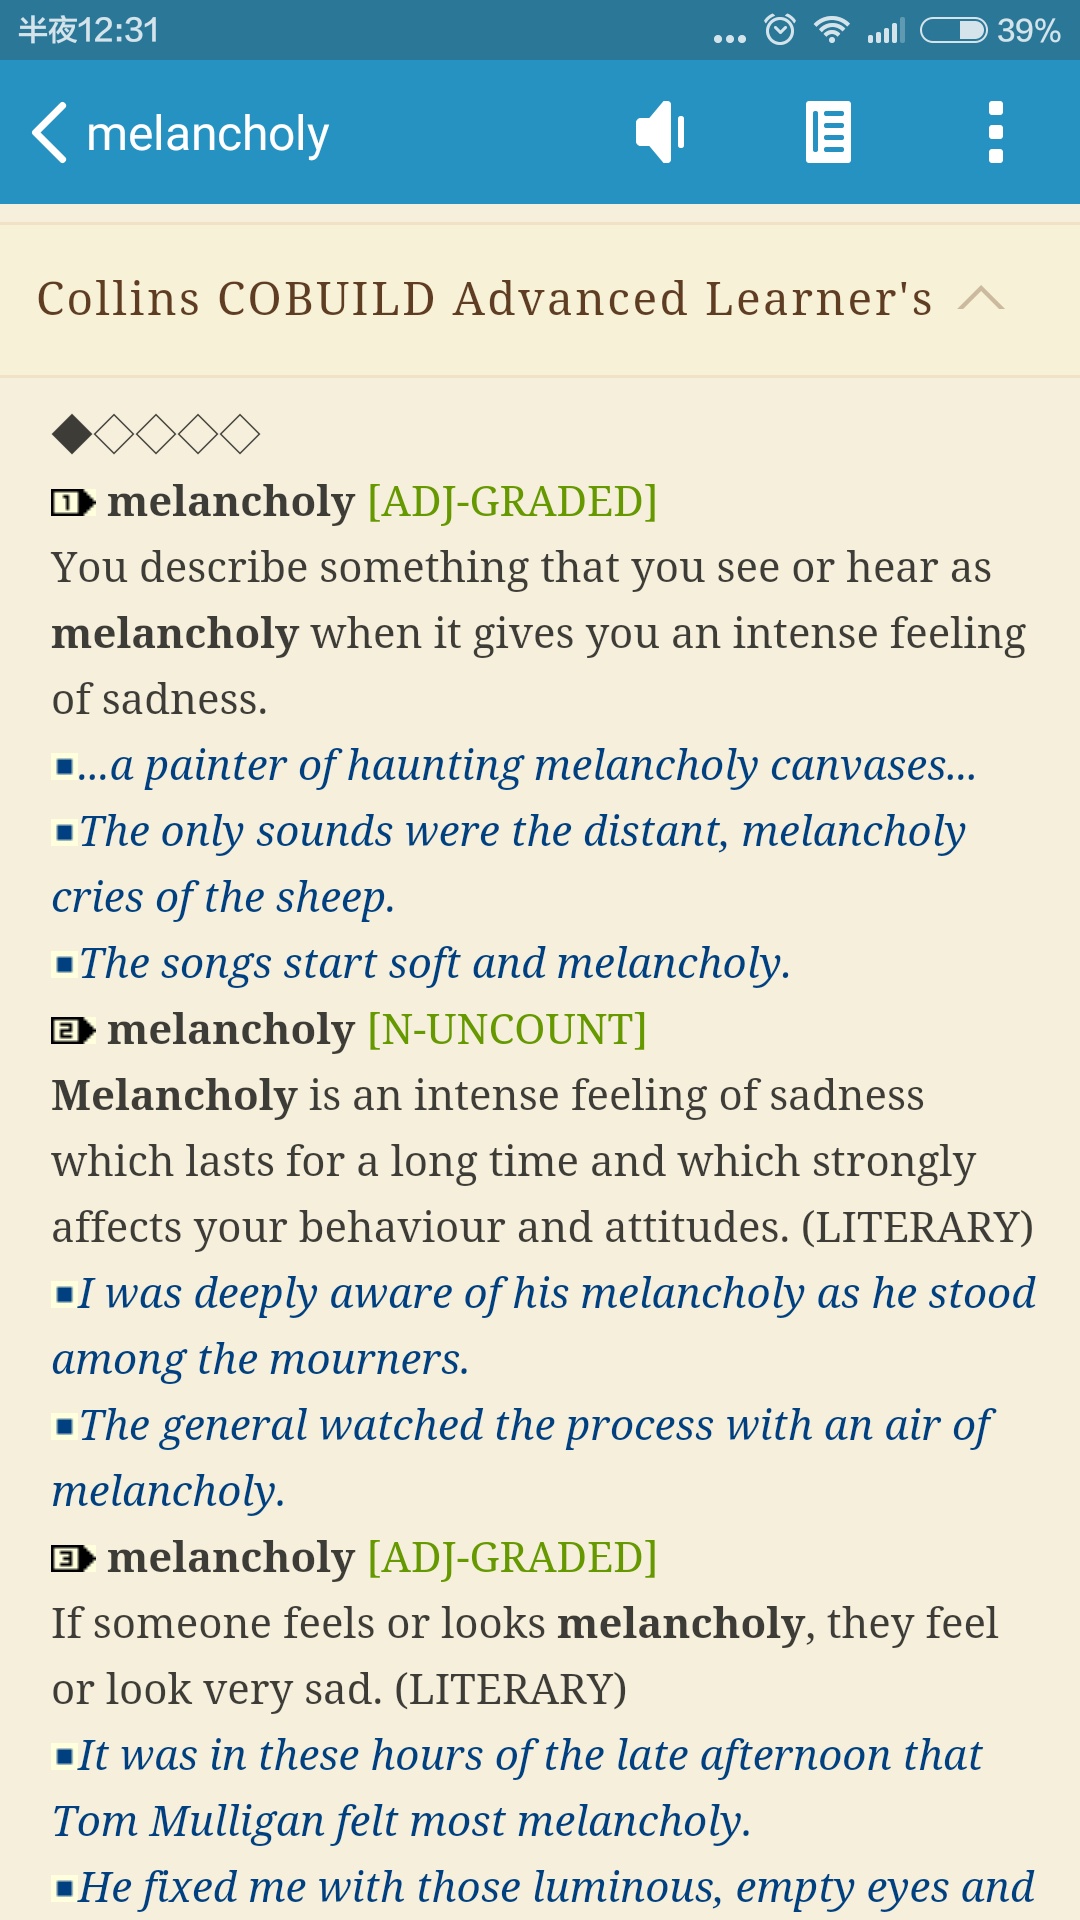 半夜12:31
39%
melancholy
Collins COBUILD Advanced Learner's
◆◇◇◇◇
1 melancholy [ADJ-GRADED]
You describe something that you see or hear as
melancholy when it gives you an intense feeling
of sadness.
...a painter of haunting melancholy canvases...
The only sounds were the distant, melancholy
cries of the sheep.
The songs start soft and melancholy.
2 melancholy [N-UNCOUNT]
Melancholy is an intense feeling of sadness
which lasts for a long time and which strongly
affects your behaviour and attitudes. (LITERARY)
I was deeply aware of his melancholy as he stood
among the mourners.
The general watched the process with an air of
melancholy.
3 melancholy [ADJ-GRADED]
If someone feels or looks melancholy, they feel
or look very sad. (LITERARY)
It was in these hours of the late afternoon that
Tom Mulligan felt most melancholy.
He fixed me with those luminous, empty eyes and